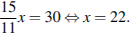 15/11 x = 30 ⇔ x = 22.